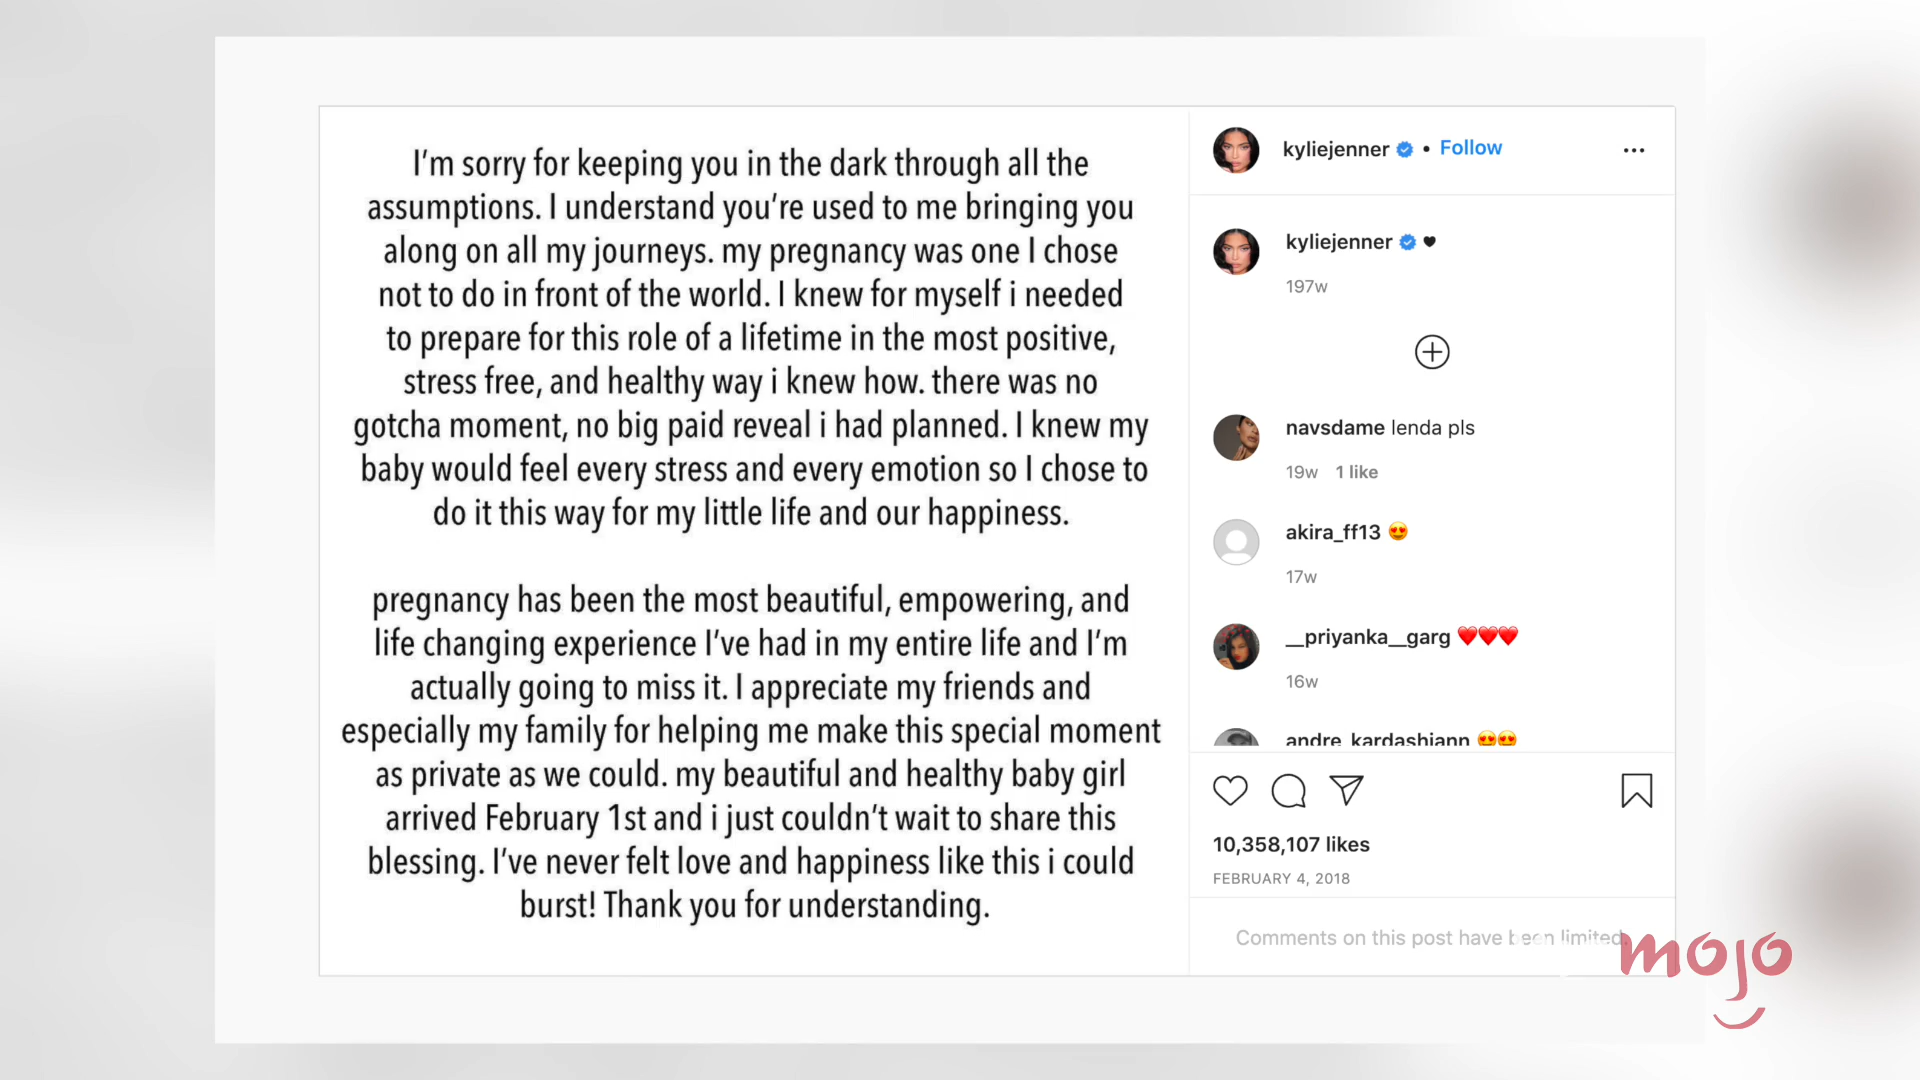 I'm sorry for keeping you in the dark through all the
assumptions. I understand you're used to me bringing you
along on all my journeys. my pregnancy was one I chose
not to do in front of the world. I knew for myself i needed
to prepare for this role of a lifetime in the most positive,
stress free, and healthy way i knew how. there was no
gotcha moment, no big paid reveal i had planned. I knew my
baby would feel every stress and every emotion so I chose to
do it this way for my little life and our happiness.
pregnancy has been the most beautiful, empowering, and
life changing experience I've had in my entire life and I'm
actually going to miss it. I appreciate my friends and
especially my family for helping me make this special moment
as private as we could. my beautiful and healthy baby girl
arrived February 1st and i just couldn't wait to share this
blessing. I've never felt love and happiness like this i could
burst! Thank you for understanding.
kyliejenner • Follow
kyliejenner 🖤
197w
navsdame lenda pls
19w 1 like
akira_ff13 😍
17w
__priyanka__garg ❤️❤️❤️
16w
andre_kardashiann 😍😍
10,358,107 likes
FEBRUARY 4, 2018
Comments on this post have been limited.
mojo